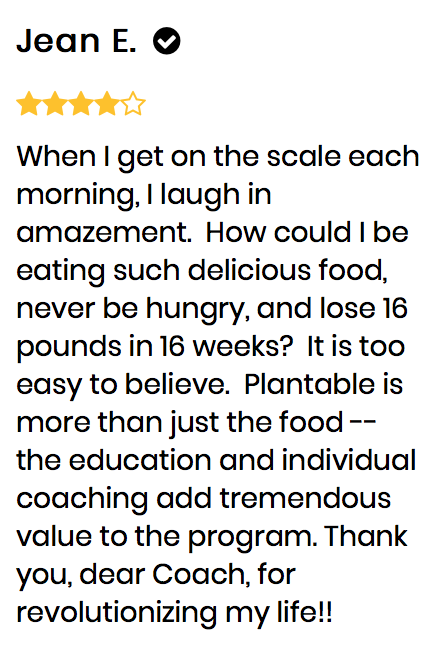 Jean E.
When I get on the scale each
morning, I laugh in
amazement.  How could I be
eating such delicious food,
never be hungry, and lose 16
pounds in 16 weeks?  It is too
easy to believe.  Plantable is
more than just the food --
the education and individual
coaching add tremendous
value to the program. Thank
you, dear Coach, for
revolutionizing my life!!